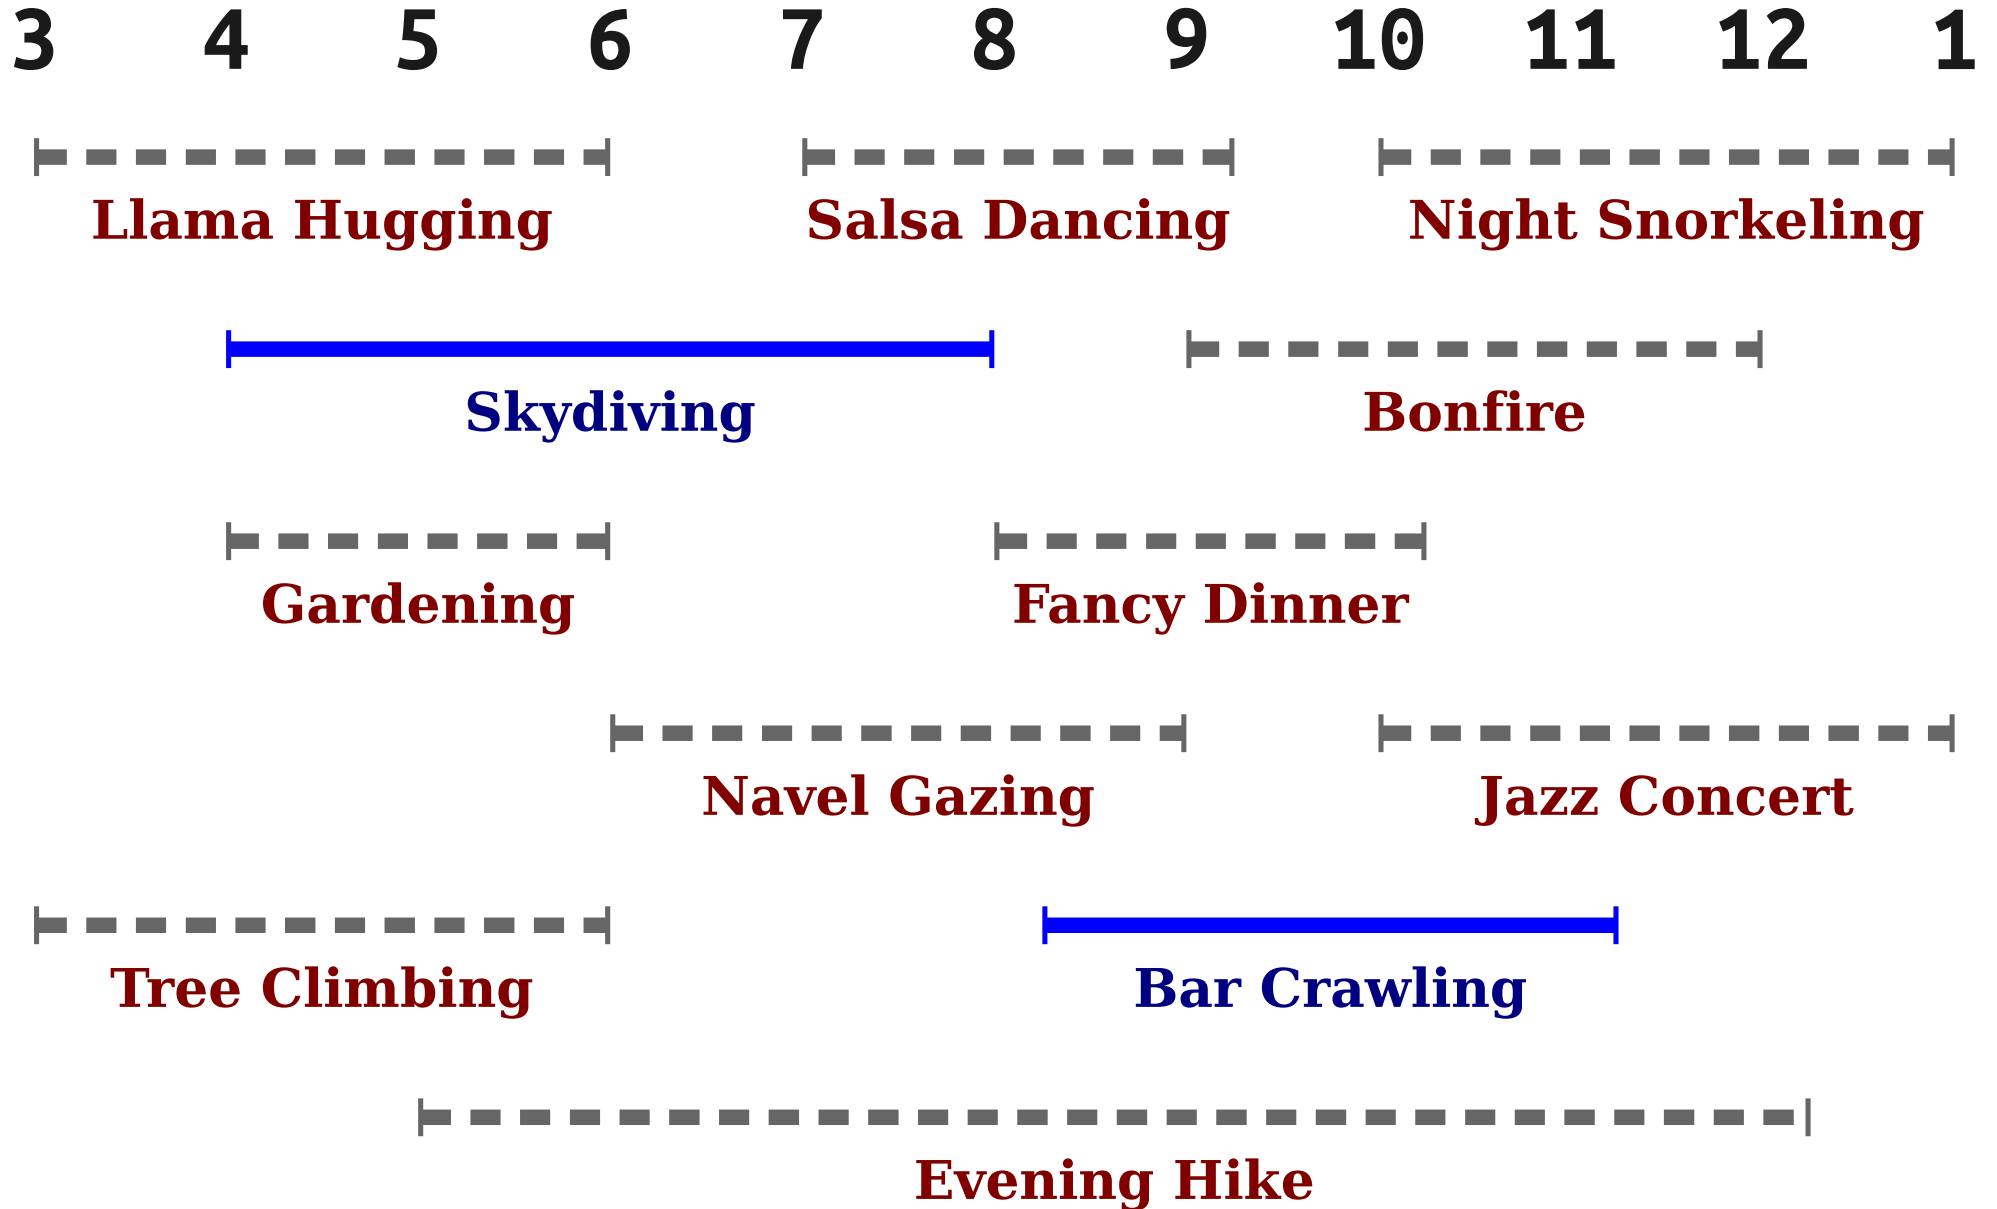 3 4 5 6 7 8 9 10 11 12 1
Llama Hugging Salsa Dancing Night Snorkeling
Skydiving Bonfire
Gardening Fancy Dinner
Navel Gazing Jazz Concert
Tree Climbing Bar Crawling
Evening Hike